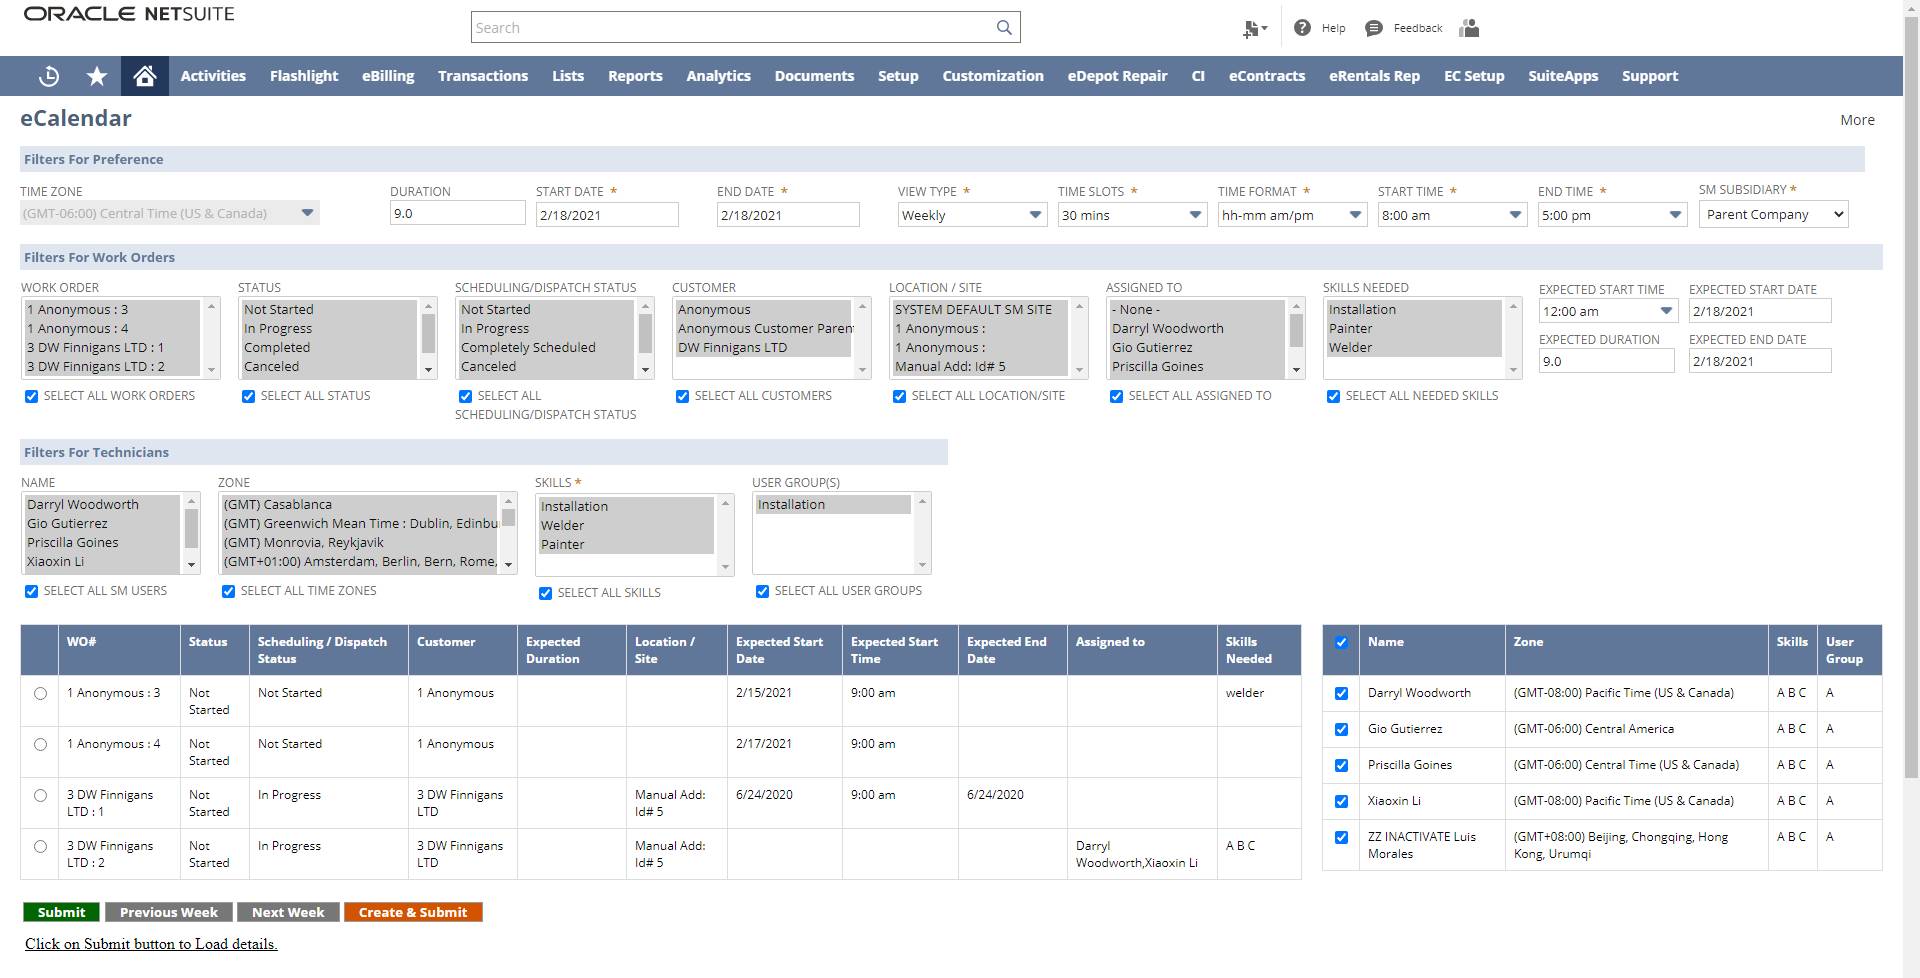 ORACLE NETSUITE
Search
Help
Feedback
Activities Flashlight eBilling Transactions Lists Reports Analytics Documents Setup Customization eDepot Repair CI eContracts eRentals Rep EC Setup SuiteApps Support
eCalendar
More
Filters For Preference
TIME ZONE DURATION START DATE * END DATE * VIEW TYPE * TIME SLOTS * TIME FORMAT * START TIME * END TIME * SM SUBSIDIARY *
(GMT-06:00) Central Time (US & Canada) 9.0 2/18/2021 2/18/2021 Weekly 30 mins hh-mm am/pm 8:00 am 5:00 pm Parent Company
Filters For Work Orders
WORK ORDER
1 Anonymous : 3
1 Anonymous : 4
3 DW Finnigans LTD : 1
3 DW Finnigans LTD : 2
SELECT ALL WORK ORDERS
STATUS
Not Started
In Progress
Completed
Canceled
SELECT ALL STATUS
SCHEDULING/DISPATCH STATUS
Not Started
In Progress
Completely Scheduled
Canceled
SELECT ALL
SCHEDULING/DISPATCH STATUS
CUSTOMER
Anonymous
Anonymous Customer Paren
DW Finnigans LTD
SELECT ALL CUSTOMERS
LOCATION / SITE
SYSTEM DEFAULT SM SITE
1 Anonymous :
1 Anonymous :
Manual Add: Id# 5
SELECT ALL LOCATION/SITE
ASSIGNED TO
- None -
Darryl Woodworth
Gio Gutierrez
Priscilla Goines
SELECT ALL ASSIGNED TO
SKILLS NEEDED
Installation
Painter
Welder
SELECT ALL NEEDED SKILLS
EXPECTED START TIME
12:00 am
EXPECTED DURATION
9.0
EXPECTED START DATE
2/18/2021
EXPECTED END DATE
2/18/2021
Filters For Technicians
NAME
Darryl Woodworth
Gio Gutierrez
Priscilla Goines
Xiaoxin Li
SELECT ALL SM USERS
ZONE
(GMT) Casablanca
(GMT) Greenwich Mean Time : Dublin, Edinbu
(GMT) Monrovia, Reykjavik
(GMT+01:00) Amsterdam, Berlin, Bern, Rome,
SELECT ALL TIME ZONES
SKILLS *
Installation
Welder
Painter
SELECT ALL SKILLS
USER GROUP(S)
Installation
SELECT ALL USER GROUPS
WO# Status Scheduling / Dispatch Status Customer Expected Duration Location / Site Expected Start Date Expected Start Time Expected End Date Assigned to Skills Needed
1 Anonymous : 3 Not Started Not Started 1 Anonymous 2/15/2021 9:00 am welder
1 Anonymous : 4 Not Started Not Started 1 Anonymous 2/17/2021 9:00 am
3 DW Finnigans LTD : 1 Not Started In Progress 3 DW Finnigans LTD Manual Add: Id# 5 6/24/2020 9:00 am 6/24/2020
3 DW Finnigans LTD : 2 Not Started In Progress 3 DW Finnigans LTD Manual Add: Id# 5 Darryl Woodworth,Xiaoxin Li A B C
Name Zone Skills User Group
Darryl Woodworth (GMT-08:00) Pacific Time (US & Canada) A B C A
Gio Gutierrez (GMT-06:00) Central America A B C A
Priscilla Goines (GMT-06:00) Central Time (US & Canada) A B C A
Xiaoxin Li (GMT-08:00) Pacific Time (US & Canada) A B C A
ZZ INACTIVATE Luis Morales (GMT+08:00) Beijing, Chongqing, Hong Kong, Urumqi A B C A
Submit Previous Week Next Week Create & Submit
Click on Submit button to Load details.